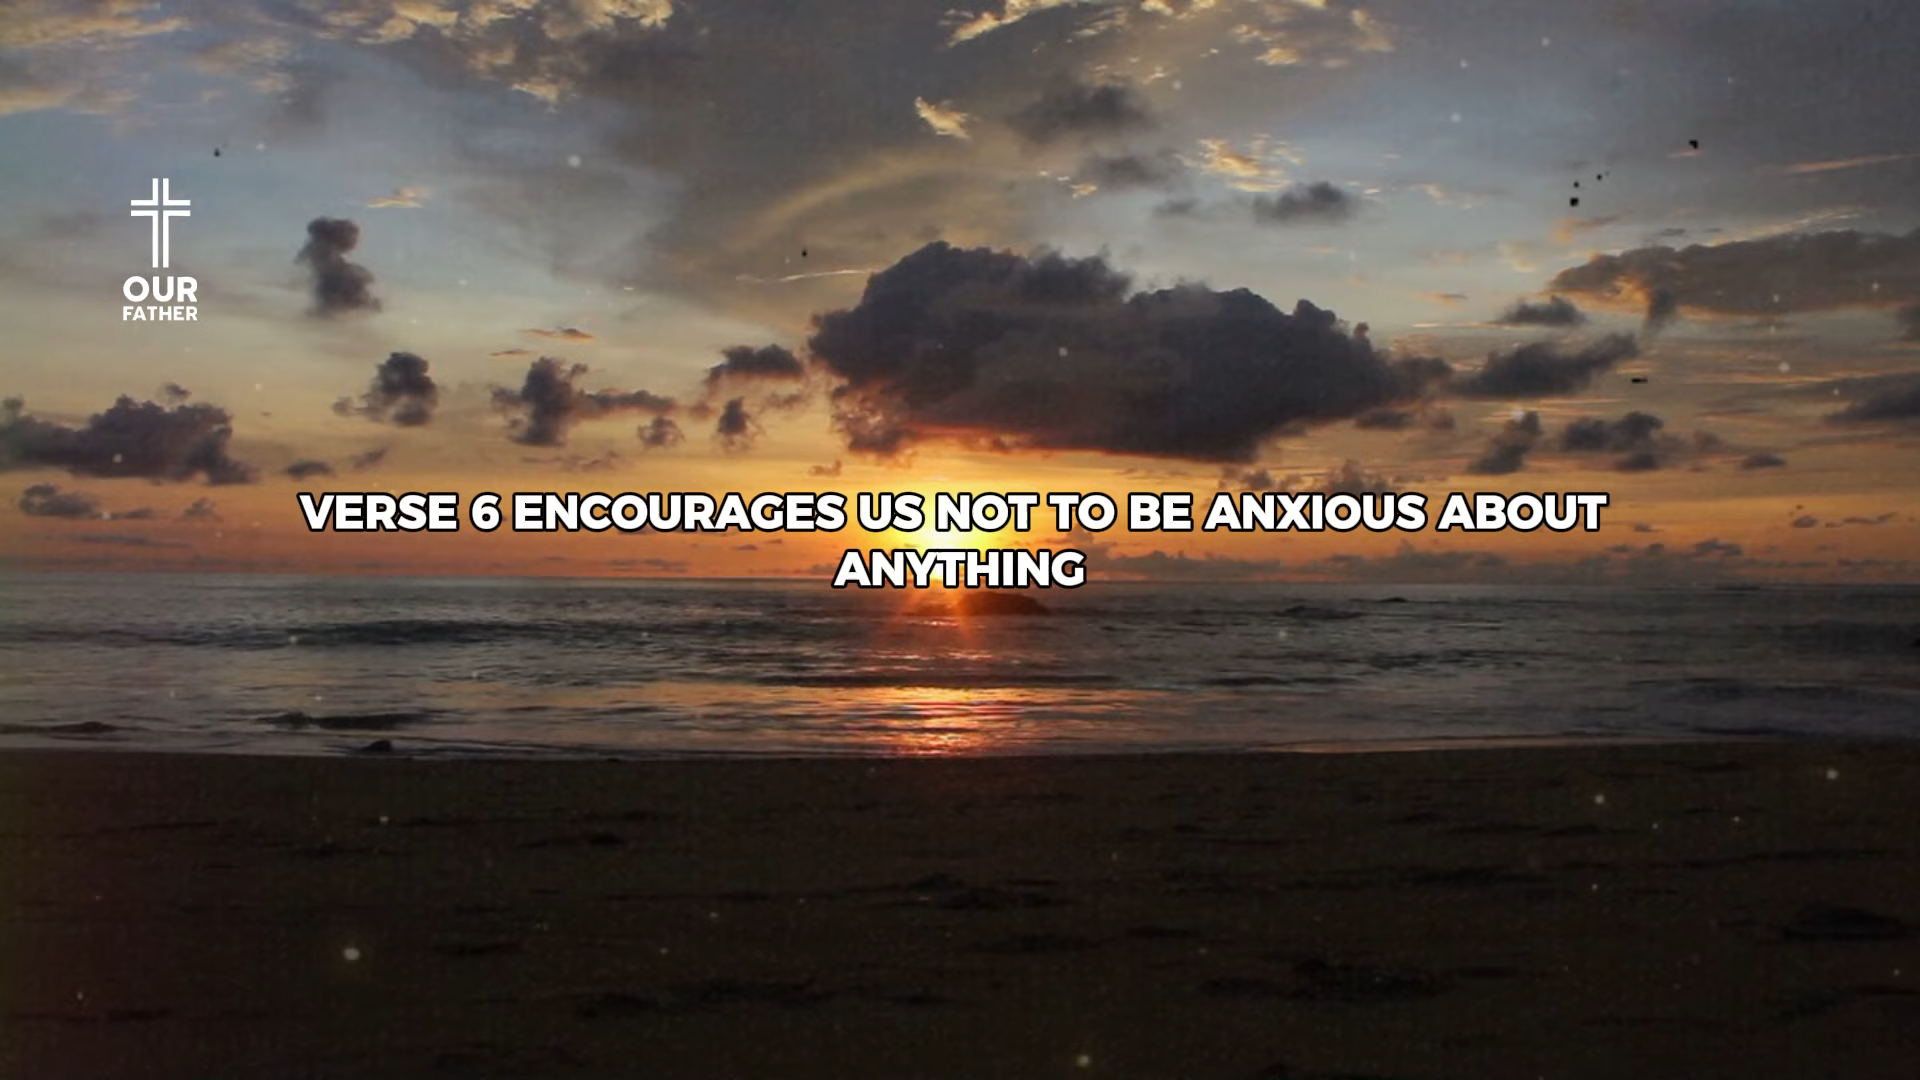 OUR
FATHER
VERSE 6 ENCOURAGES US NOT TO BE ANXIOUS ABOUT
ANYTHING